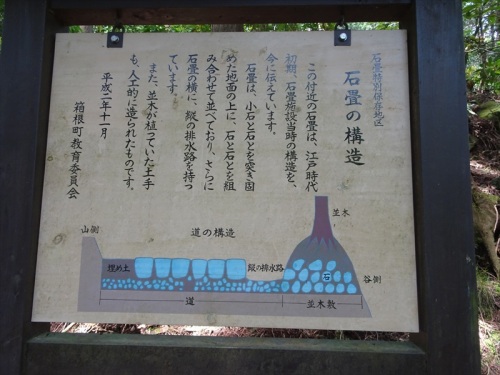 石畳特別保存地区
石畳の構造
この付近の石畳は、江戸時代
初期、石畳施設当時の構造を、
今に伝えています。
石畳は、小石と石とを突き固
めた地面の上に、石と石とを組
み合わせて並べており、さらに
石畳の横に、縦の排水路を持っ
ています。
また、並木が植っていた土手
も、人工的に造られたものです。
平成二年十一月
箱根町教育委員会
道の構造
並木
山側
埋め土
縦の排水路
石
谷側
道
並木敷